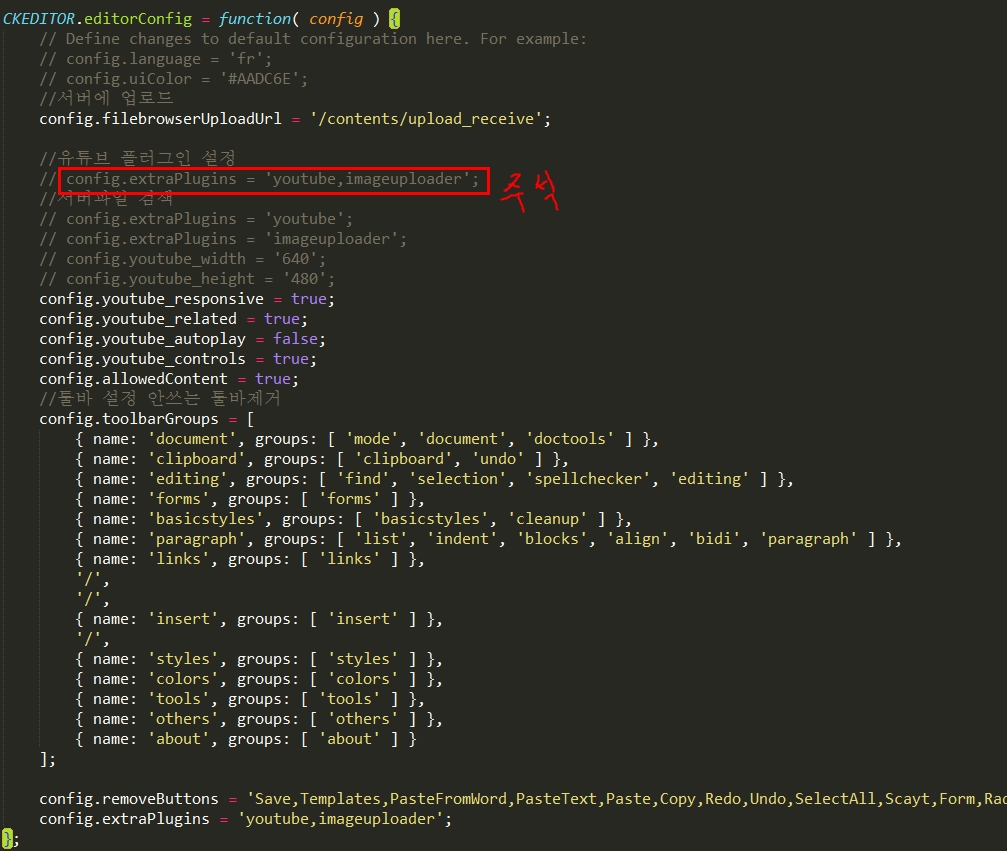 CKEDITOR.editorConfig = function( config ) {
// Define changes to default configuration here. For example:
// config.language = 'fr';
// config.uiColor = '#AADC6E';
//서버에 업로드
config.filebrowserUploadUrl = '/contents/upload_receive';
//유튜브 플러그인 설정
// config.extraPlugins = 'youtube,imageuploader'; 주석
//서버파일 검색
// config.extraPlugins = 'youtube';
// config.extraPlugins = 'imageuploader';
// config.youtube_width = '640';
// config.youtube_height = '480';
config.youtube_responsive = true;
config.youtube_related = true;
config.youtube_autoplay = false;
config.youtube_controls = true;
config.allowedContent = true;
//툴바 설정 안쓰는 툴바제거
config.toolbarGroups = [
{ name: 'document', groups: [ 'mode', 'document', 'doctools' ] },
{ name: 'clipboard', groups: [ 'clipboard', 'undo' ] },
{ name: 'editing', groups: [ 'find', 'selection', 'spellchecker', 'editing' ] },
{ name: 'forms', groups: [ 'forms' ] },
{ name: 'basicstyles', groups: [ 'basicstyles', 'cleanup' ] },
{ name: 'paragraph', groups: [ 'list', 'indent', 'blocks', 'align', 'bidi', 'paragraph' ] },
{ name: 'links', groups: [ 'links' ] },
'/',
'/',
{ name: 'insert', groups: [ 'insert' ] },
'/',
{ name: 'styles', groups: [ 'styles' ] },
{ name: 'colors', groups: [ 'colors' ] },
{ name: 'tools', groups: [ 'tools' ] },
{ name: 'others', groups: [ 'others' ] },
{ name: 'about', groups: [ 'about' ] }
];
config.removeButtons = 'Save,Templates,PasteFromWord,PasteText,Paste,Copy,Redo,Undo,SelectAll,Scayt,Form,Rad
config.extraPlugins = 'youtube,imageuploader';
};